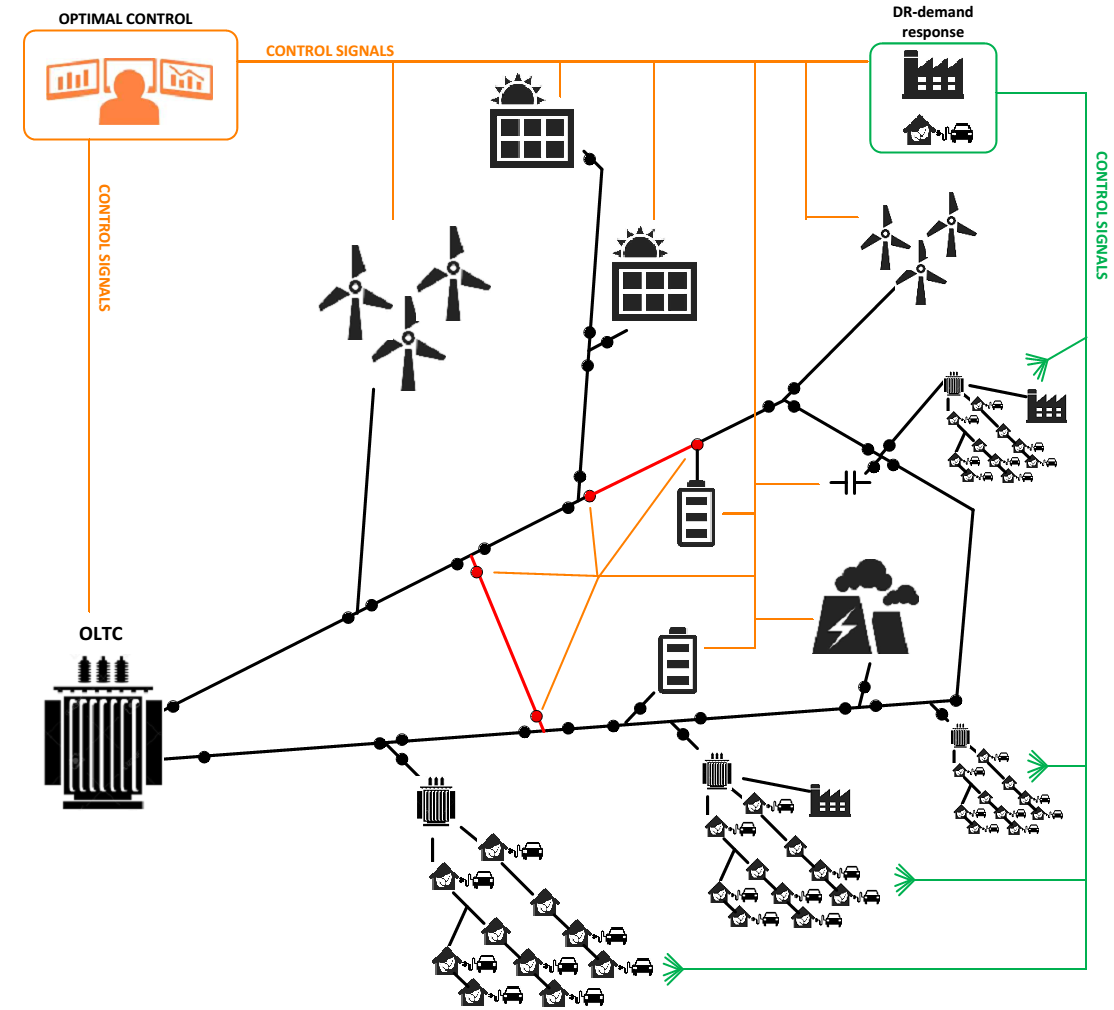 OPTIMAL CONTROL
DR-demand
response
CONTROL SIGNALS
CONTROL SIGNALS
CONTROL SIGNALS
OLTC